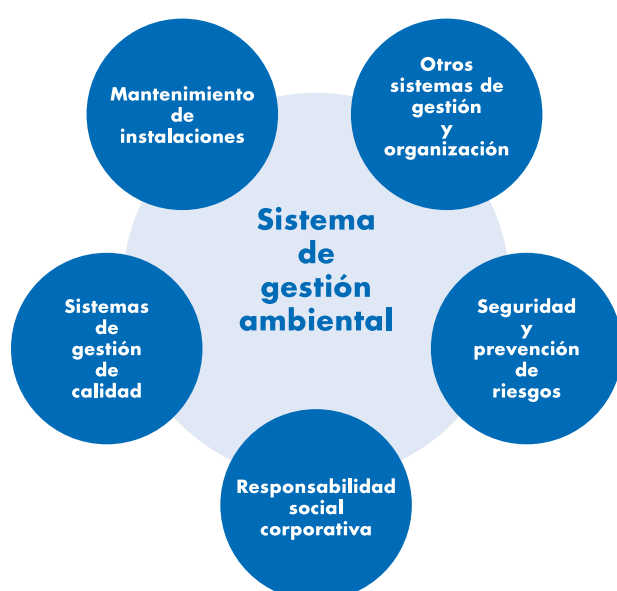 Mantenimiento
de
instalaciones
Otros
sistemas de
gestión
y
organización
Sistema
de
gestión
ambiental
Sistemas
de
gestión
de
calidad
Seguridad
y
prevención
de
riesgos
Responsabilidad
social
corporativa